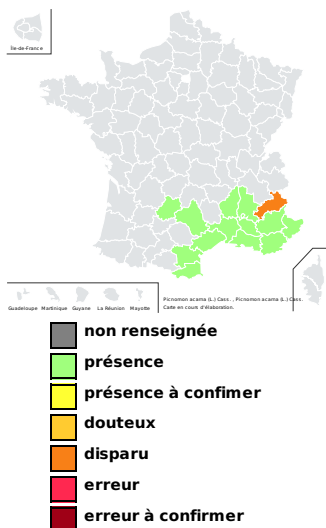 Île-de-France
Guadeloupe Martinique Guyane La Réunion Mayotte
Picnomon acarna (L.) Cass. , Picnomon acarna (L.) Cass.
Carte en cours d'élaboration.
non renseignée
présence
présence à confimer
douteux
disparu
erreur
erreur à confirmer